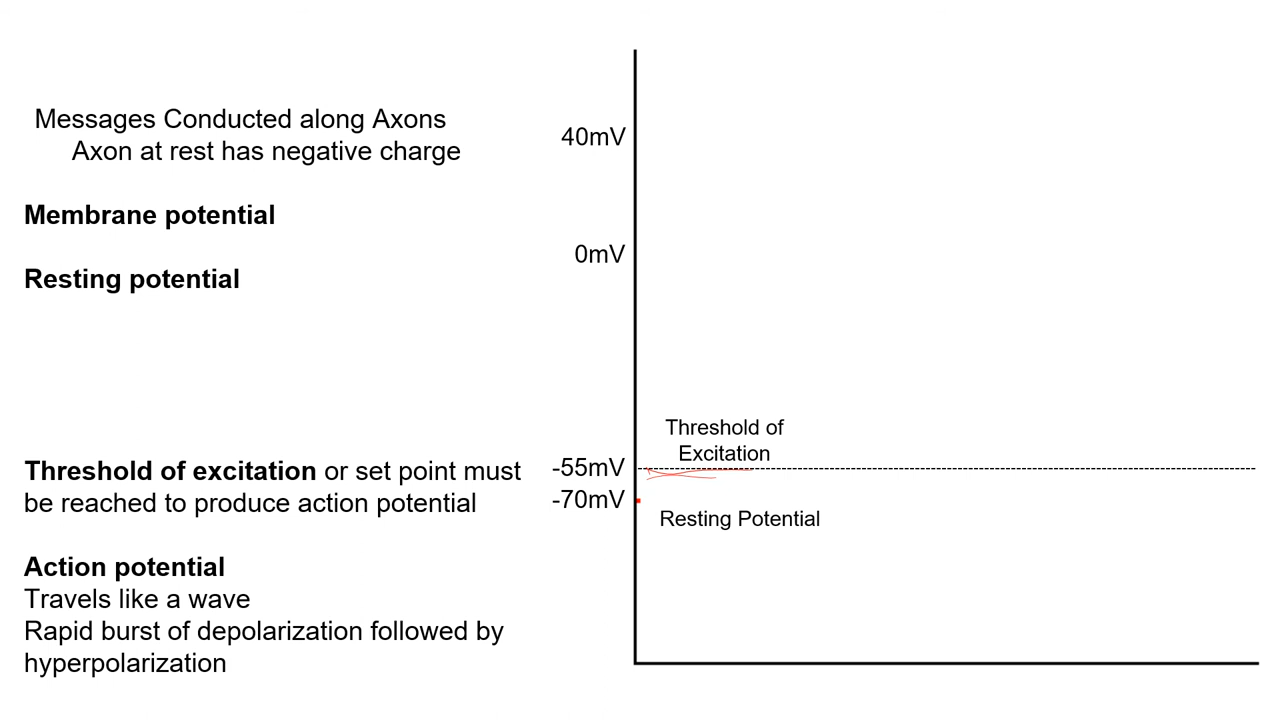 Messages Conducted along Axons
Axon at rest has negative charge
Membrane potential
Resting potential
Threshold of excitation or set point must
be reached to produce action potential
Action potential
Travels like a wave
Rapid burst of depolarization followed by
hyperpolarization
40mV
0mV
-55mV
-70mV
Threshold of
Excitation
Resting Potential